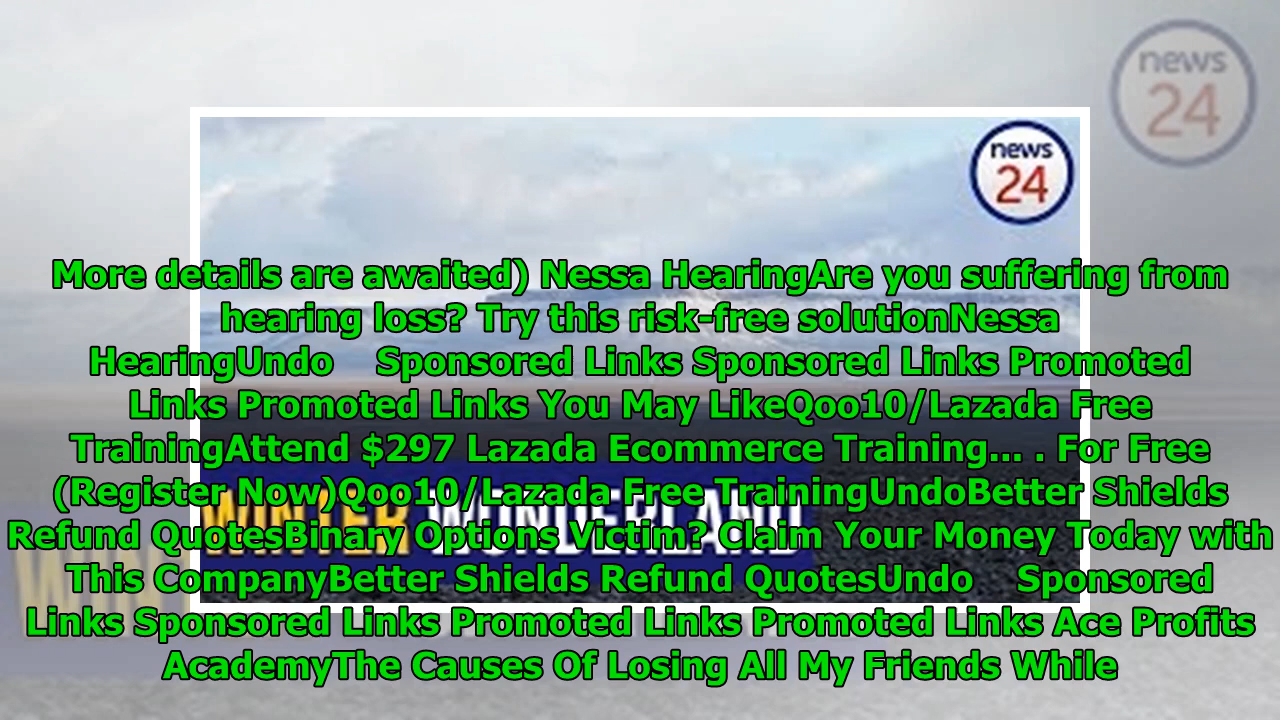 news
24
news
24
More details are awaited) Nessa HearingAre you suffering from
hearing loss? Try this risk-free solutionNessa
HearingUndo    Sponsored Links Sponsored Links Promoted
Links Promoted Links You May LikeQoo10/Lazada Free
TrainingAttend $297 Lazada Ecommerce Training... . For Free
(Register Now)Qoo10/Lazada Free TrainingUndoBetter Shields
WINTER WONDERLAND
Refund QuotesBinary Options Victim? Claim Your Money Today with
This CompanyBetter Shields Refund QuotesUndo    Sponsored
Links Sponsored Links Promoted Links Promoted Links Ace Profits
AcademyThe Causes Of Losing All My Friends While